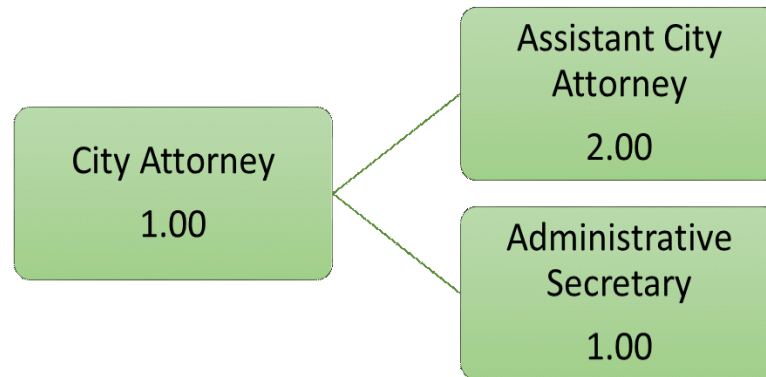 City Attorney
1.00
Assistant City
Attorney
2.00
Administrative
Secretary
1.00